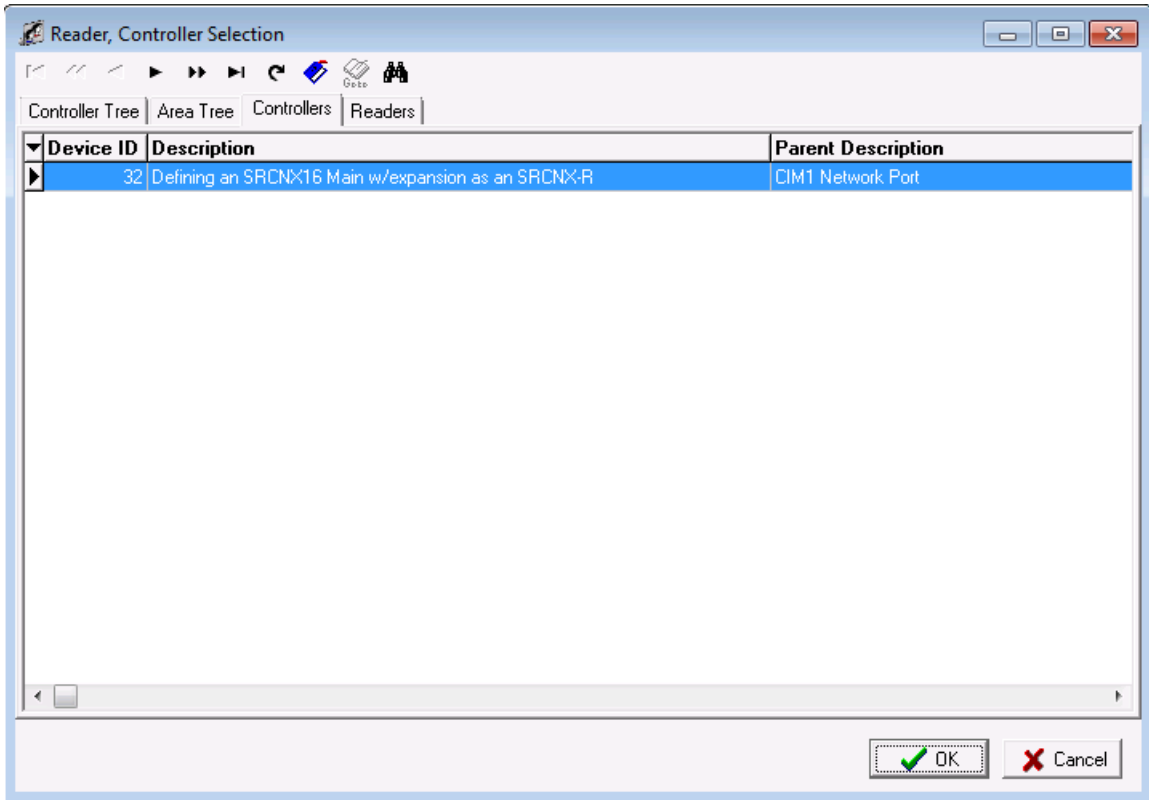 Reader, Controller Selection
Goto
Controller Tree Area Tree Controllers Readers
Device ID Description Parent Description
32 Defining an SRCNX16 Main w/expansion as an SRCNX-R CIM1 Network Port
OK Cancel